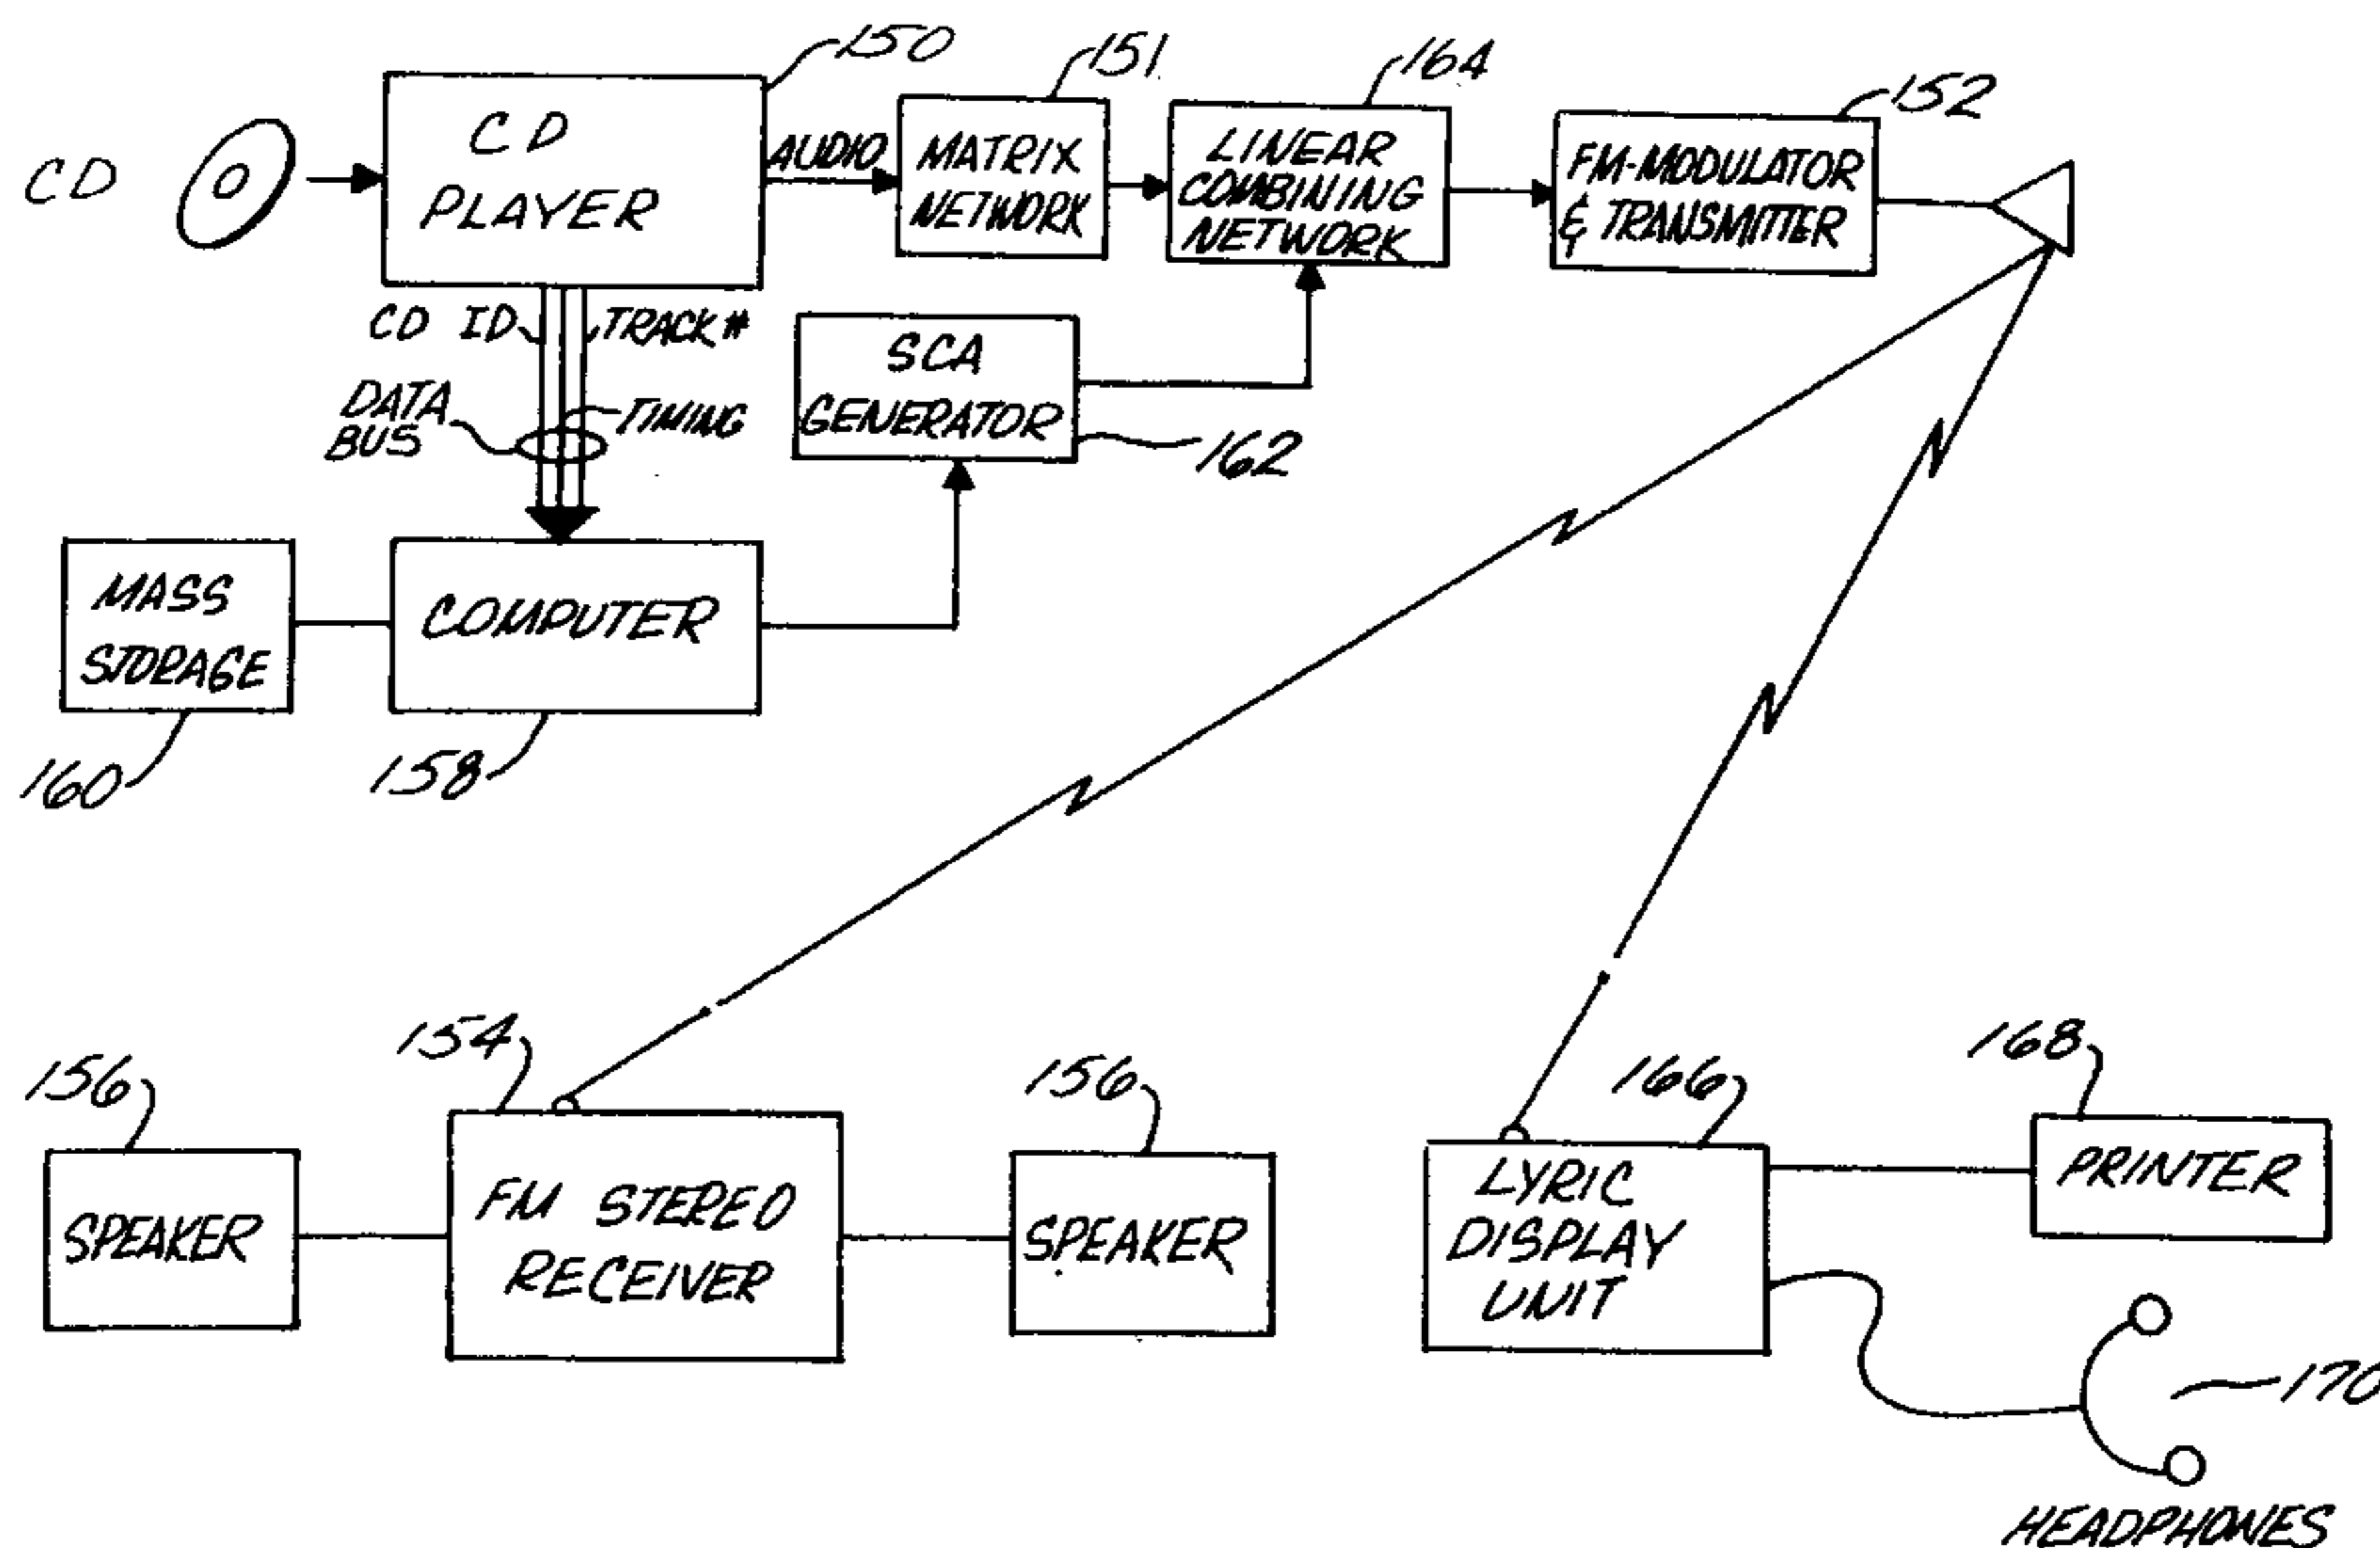 150
151
164
152
CD
CD
PLAYER
AUDIO
MATRIX
NETWORK
LINEAR
COMBINING
NETWORK
FM-MODULATOR
& TRANSMITTER
CD ID
TRACK #
DATA
BUS
TIMING
SCA
GENERATOR
162
MASS
STORAGE
COMPUTER
160
158
154
156
156
166
168
SPEAKER
FM STEREO
RECEIVER
SPEAKER
LYRIC
DISPLAY
UNIT
PRINTER
170
HEADPHONES